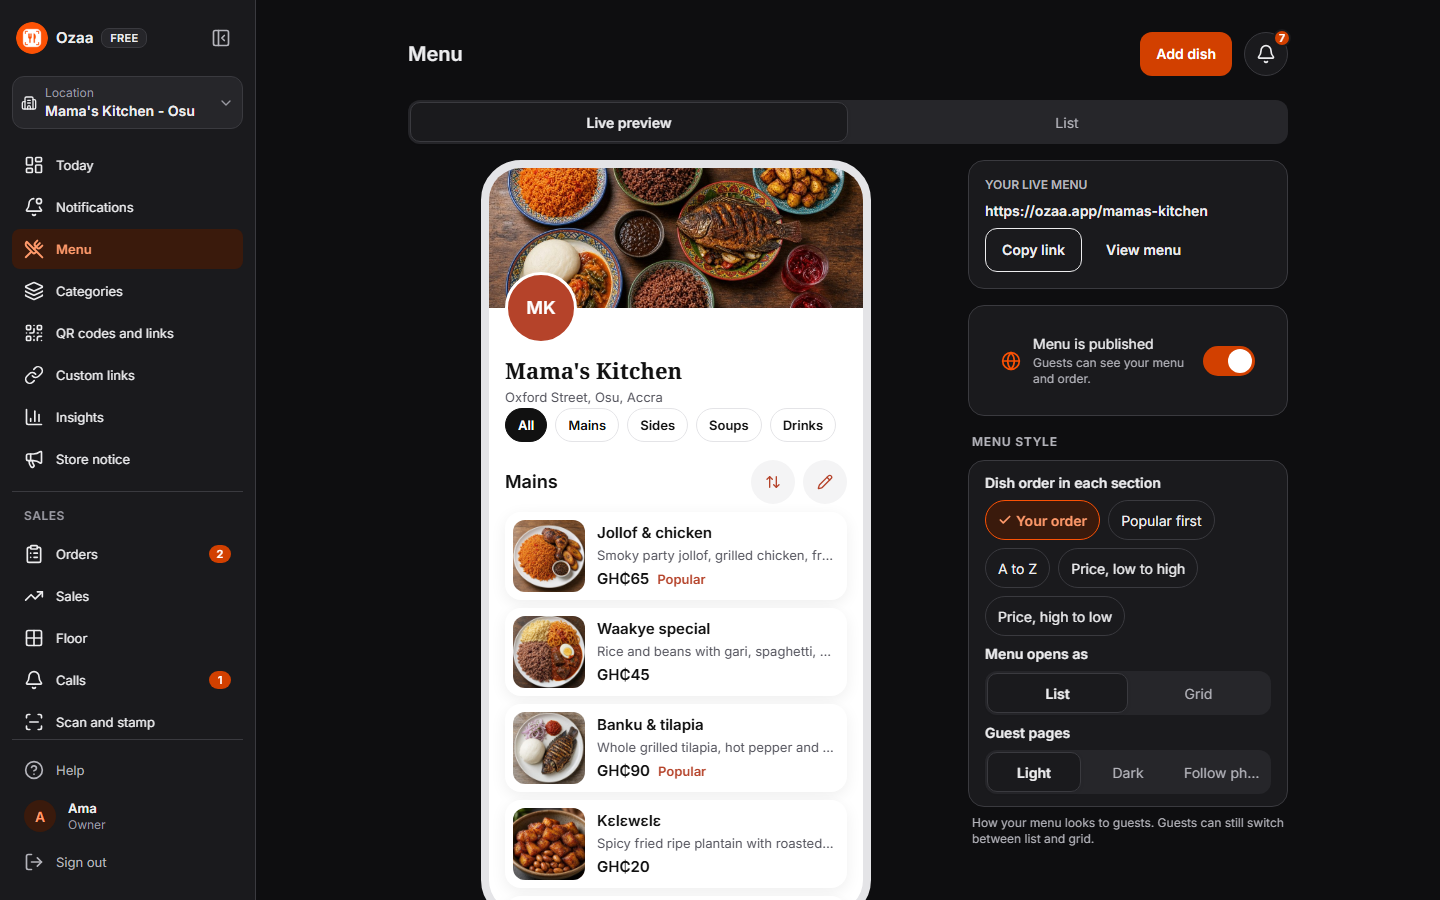 Ozaa FREE
Location
Mama's Kitchen - Osu
Today
Notifications
Menu
Categories
QR codes and links
Custom links
Insights
Store notice
SALES
Orders 2
Sales
Floor
Calls 1
Scan and stamp
Help
A
Ama
Owner
Sign out
Menu
Add dish
7
Live preview
List
MK
Mama's Kitchen
Oxford Street, Osu, Accra
All
Mains
Sides
Soups
Drinks
Mains
Jollof & chicken
Smoky party jollof, grilled chicken, fr...
GH₵65 Popular
Waakye special
Rice and beans with gari, spaghetti, ...
GH₵45
Banku & tilapia
Whole grilled tilapia, hot pepper and ...
GH₵90 Popular
Kɛlɛwɛlɛ
Spicy fried ripe plantain with roasted...
GH₵20
YOUR LIVE MENU
https://ozaa.app/mamas-kitchen
Copy link
View menu
Menu is published
Guests can see your menu
and order.
MENU STYLE
Dish order in each section
Your order
Popular first
A to Z
Price, low to high
Price, high to low
Menu opens as
List
Grid
Guest pages
Light
Dark
Follow ph...
How your menu looks to guests. Guests can still switch
between list and grid.